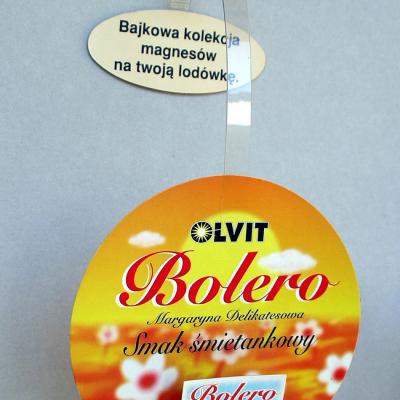 Bajkowa kolekcja
magnesów
na twoją lodówkę.
OLVIT
Bolero
Margaryna Delikatesowa
Smak śmietankowy
Bolero